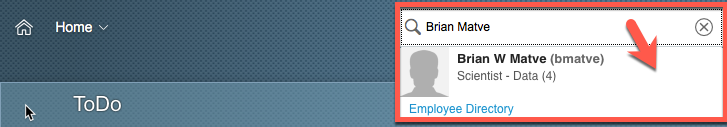 Home
Brian Matve
Brian W Matve (bmatve)
Scientist - Data (4)
ToDo
Employee Directory